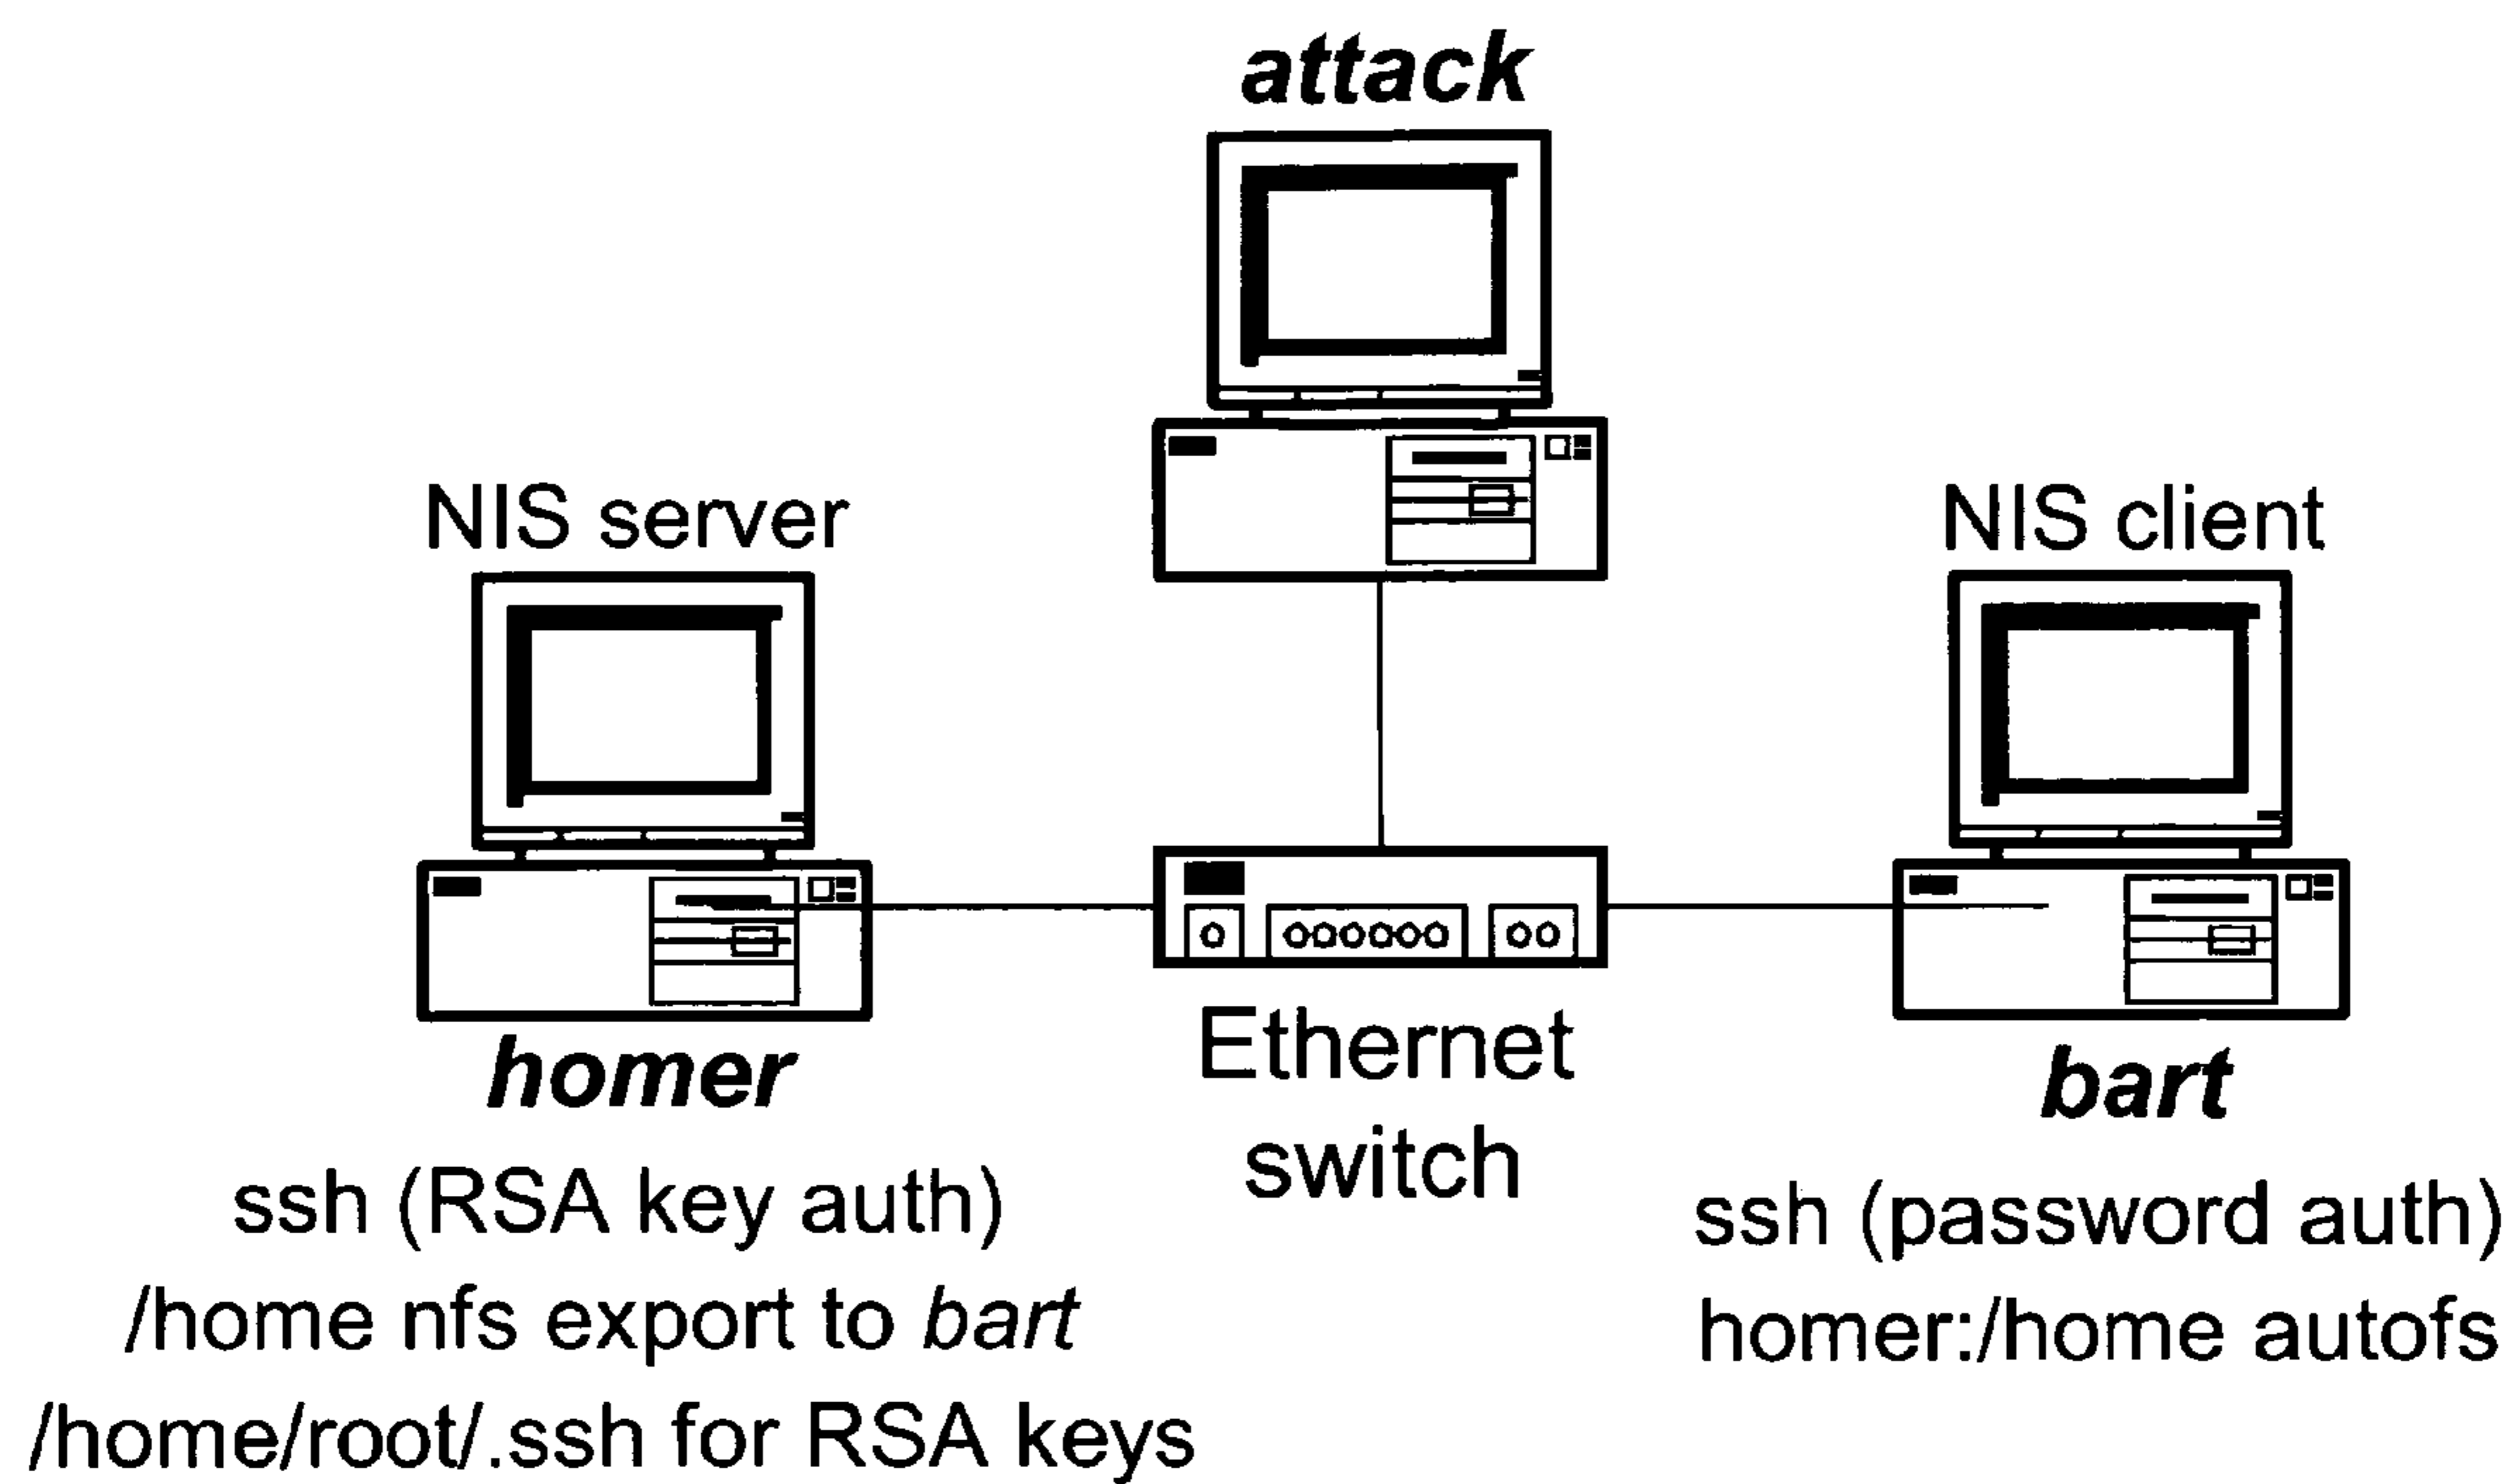 attack
NIS server
NIS client
homer
ssh (RSA key auth)
/home nfs export to bart
/home/root/.ssh for RSA keys
Ethernet
switch
bart
ssh (password auth)
homer:/home autofs